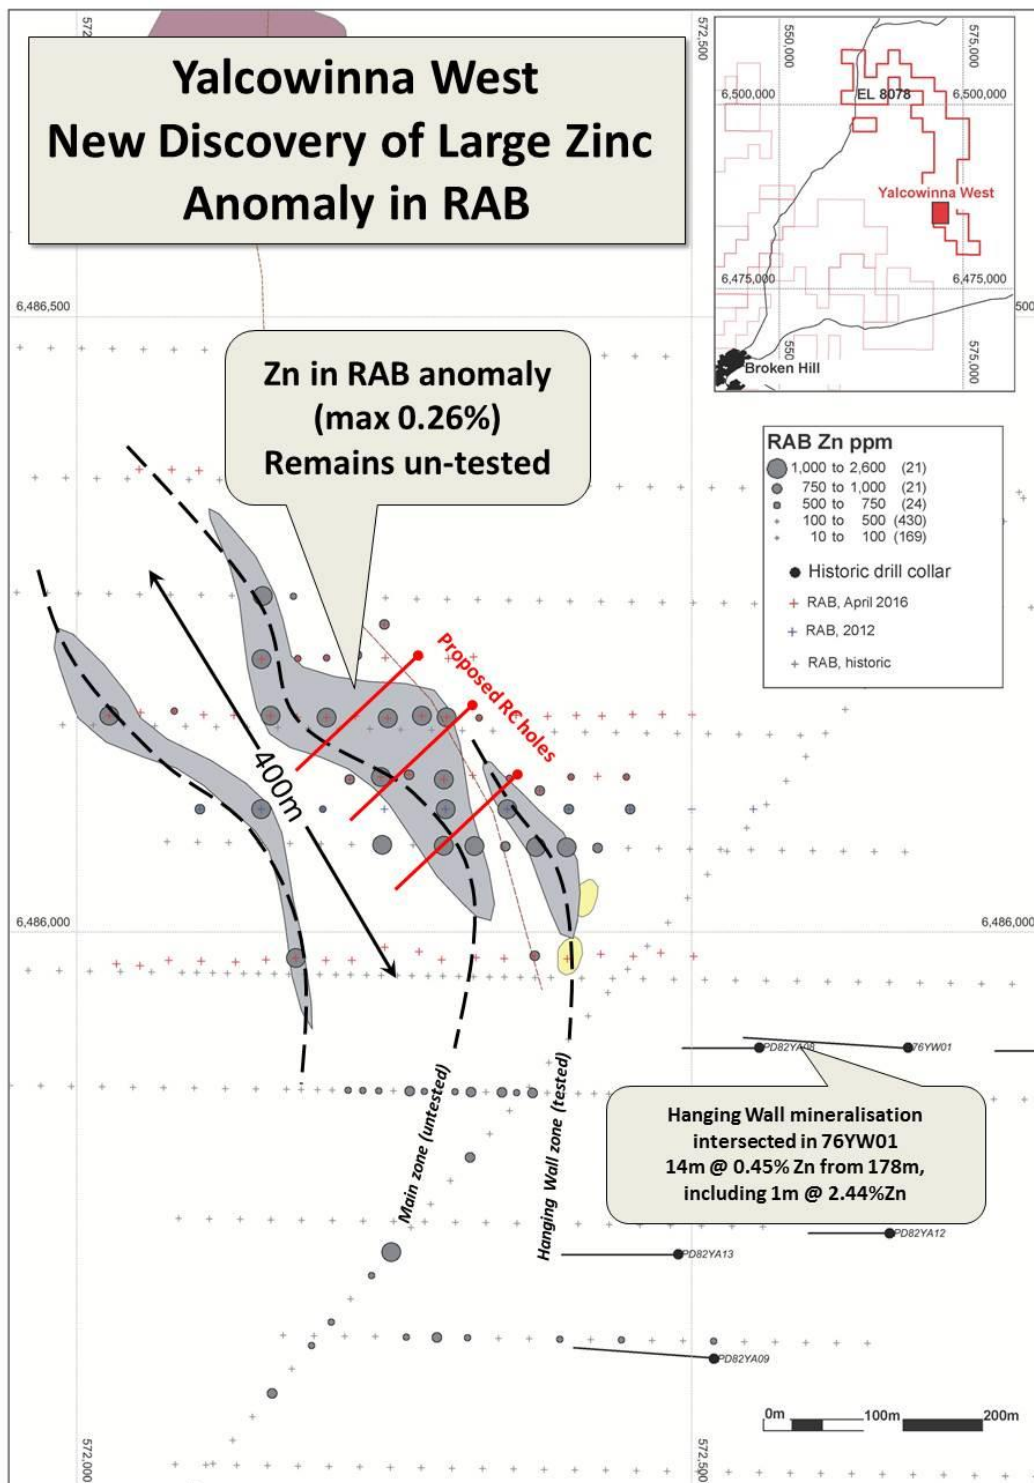 Yalcowinna West
New Discovery of Large Zinc
Anomaly in RAB
572,500
550,000
575,000
6,500,000
EL 8078
6,500,000
Yalcowinna West
6,475,000
6,475,000
575,000
Broken Hill
6,486,500
Zn in RAB anomaly
(max 0.26%)
Remains un-tested
RAB Zn ppm
1,000 to 2,600 (21)
750 to 1,000 (21)
500 to 750 (24)
100 to 500 (430)
10 to 100 (169)
Historic drill collar
RAB, April 2016
RAB, 2012
RAB, historic
Proposed RC holes
400m
6,486,000
6,486,000
PD82YA08
76YW01
Main zone (untested)
Hanging Wall zone (tested)
Hanging Wall mineralisation
intersected in 76YW01
14m @ 0.45% Zn from 178m,
including 1m @ 2.44%Zn
PD82YA12
PD82YA13
PD82YA09
0m 100m 200m
572,000
572,500